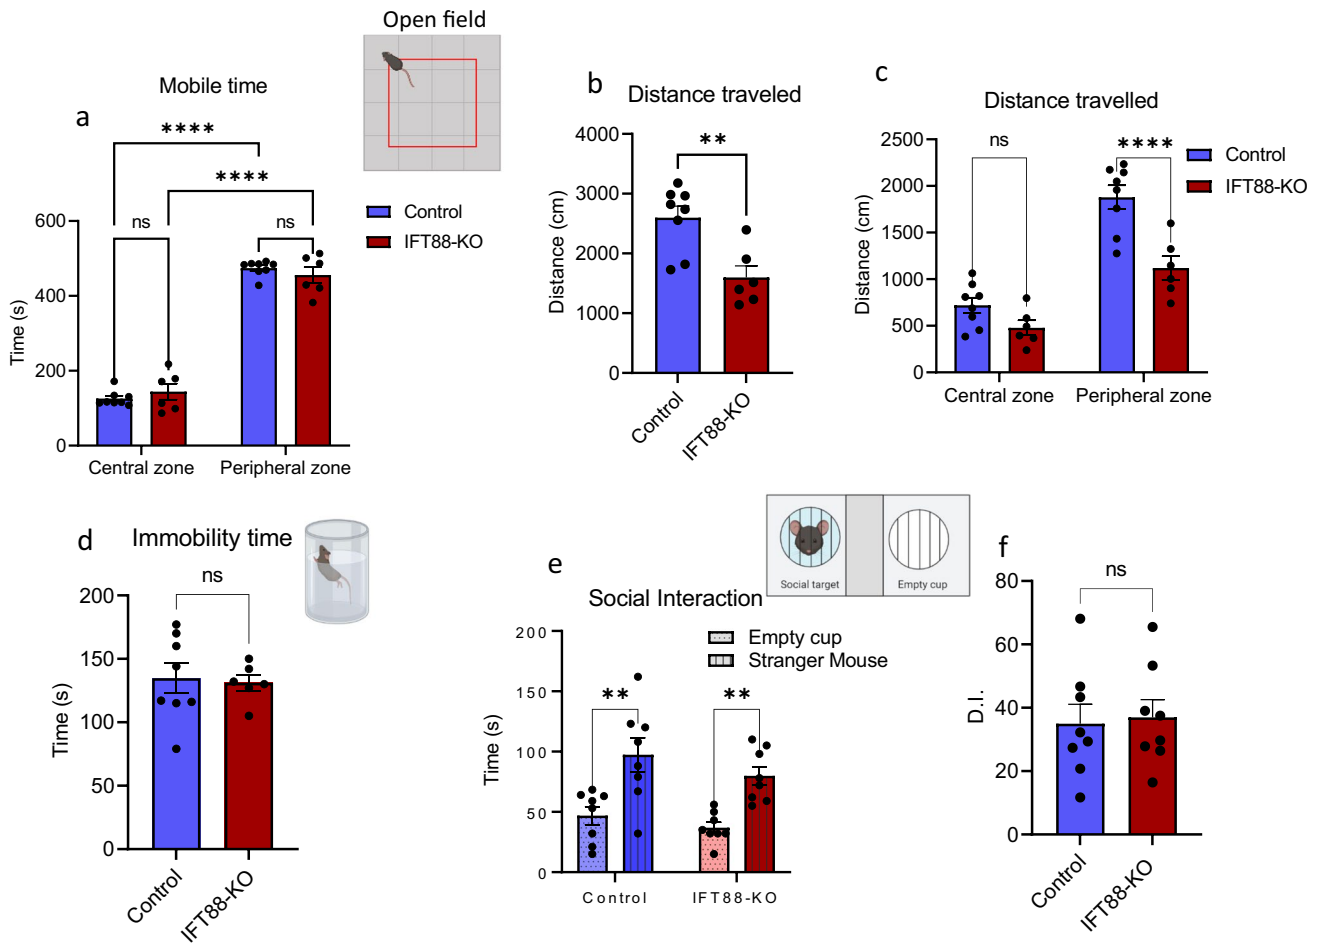 Open field
Mobile time
a
****
****
ns
ns
Control
IFT88-KO
Time (s)
600
400
200
0
Central zone
Peripheral zone
b
Distance traveled
**
Distance (cm)
4000
3000
2000
1000
0
Control
IFT88-KO
c
Distance travelled
ns
****
Control
IFT88-KO
Distance (cm)
2500
2000
1500
1000
500
0
Central zone
Peripheral zone
d
Immobility time
ns
Time (s)
200
150
100
50
0
Control
IFT88-KO
e
Social target
Empty cup
Social Interaction
Empty cup
Stranger Mouse
**
**
Time (s)
200
150
100
50
0
Control
IFT88-KO
f
ns
D.I.
80
60
40
20
0
Control
IFT88-KO